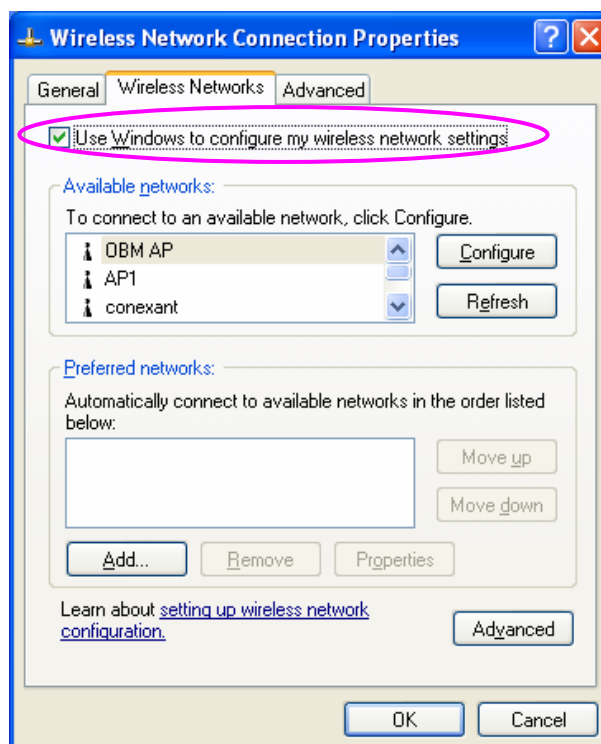 Wireless Network Connection Properties
?
General Wireless Networks Advanced
Use Windows to configure my wireless network settings
Available networks:
To connect to an available network, click Configure.
OBM AP
Configure
AP1
Refresh
conexant
Preferred networks:
Automatically connect to available networks in the order listed
below:
Move up
Move down
Add... Remove Properties
Learn about setting up wireless network
configuration.
Advanced
OK Cancel